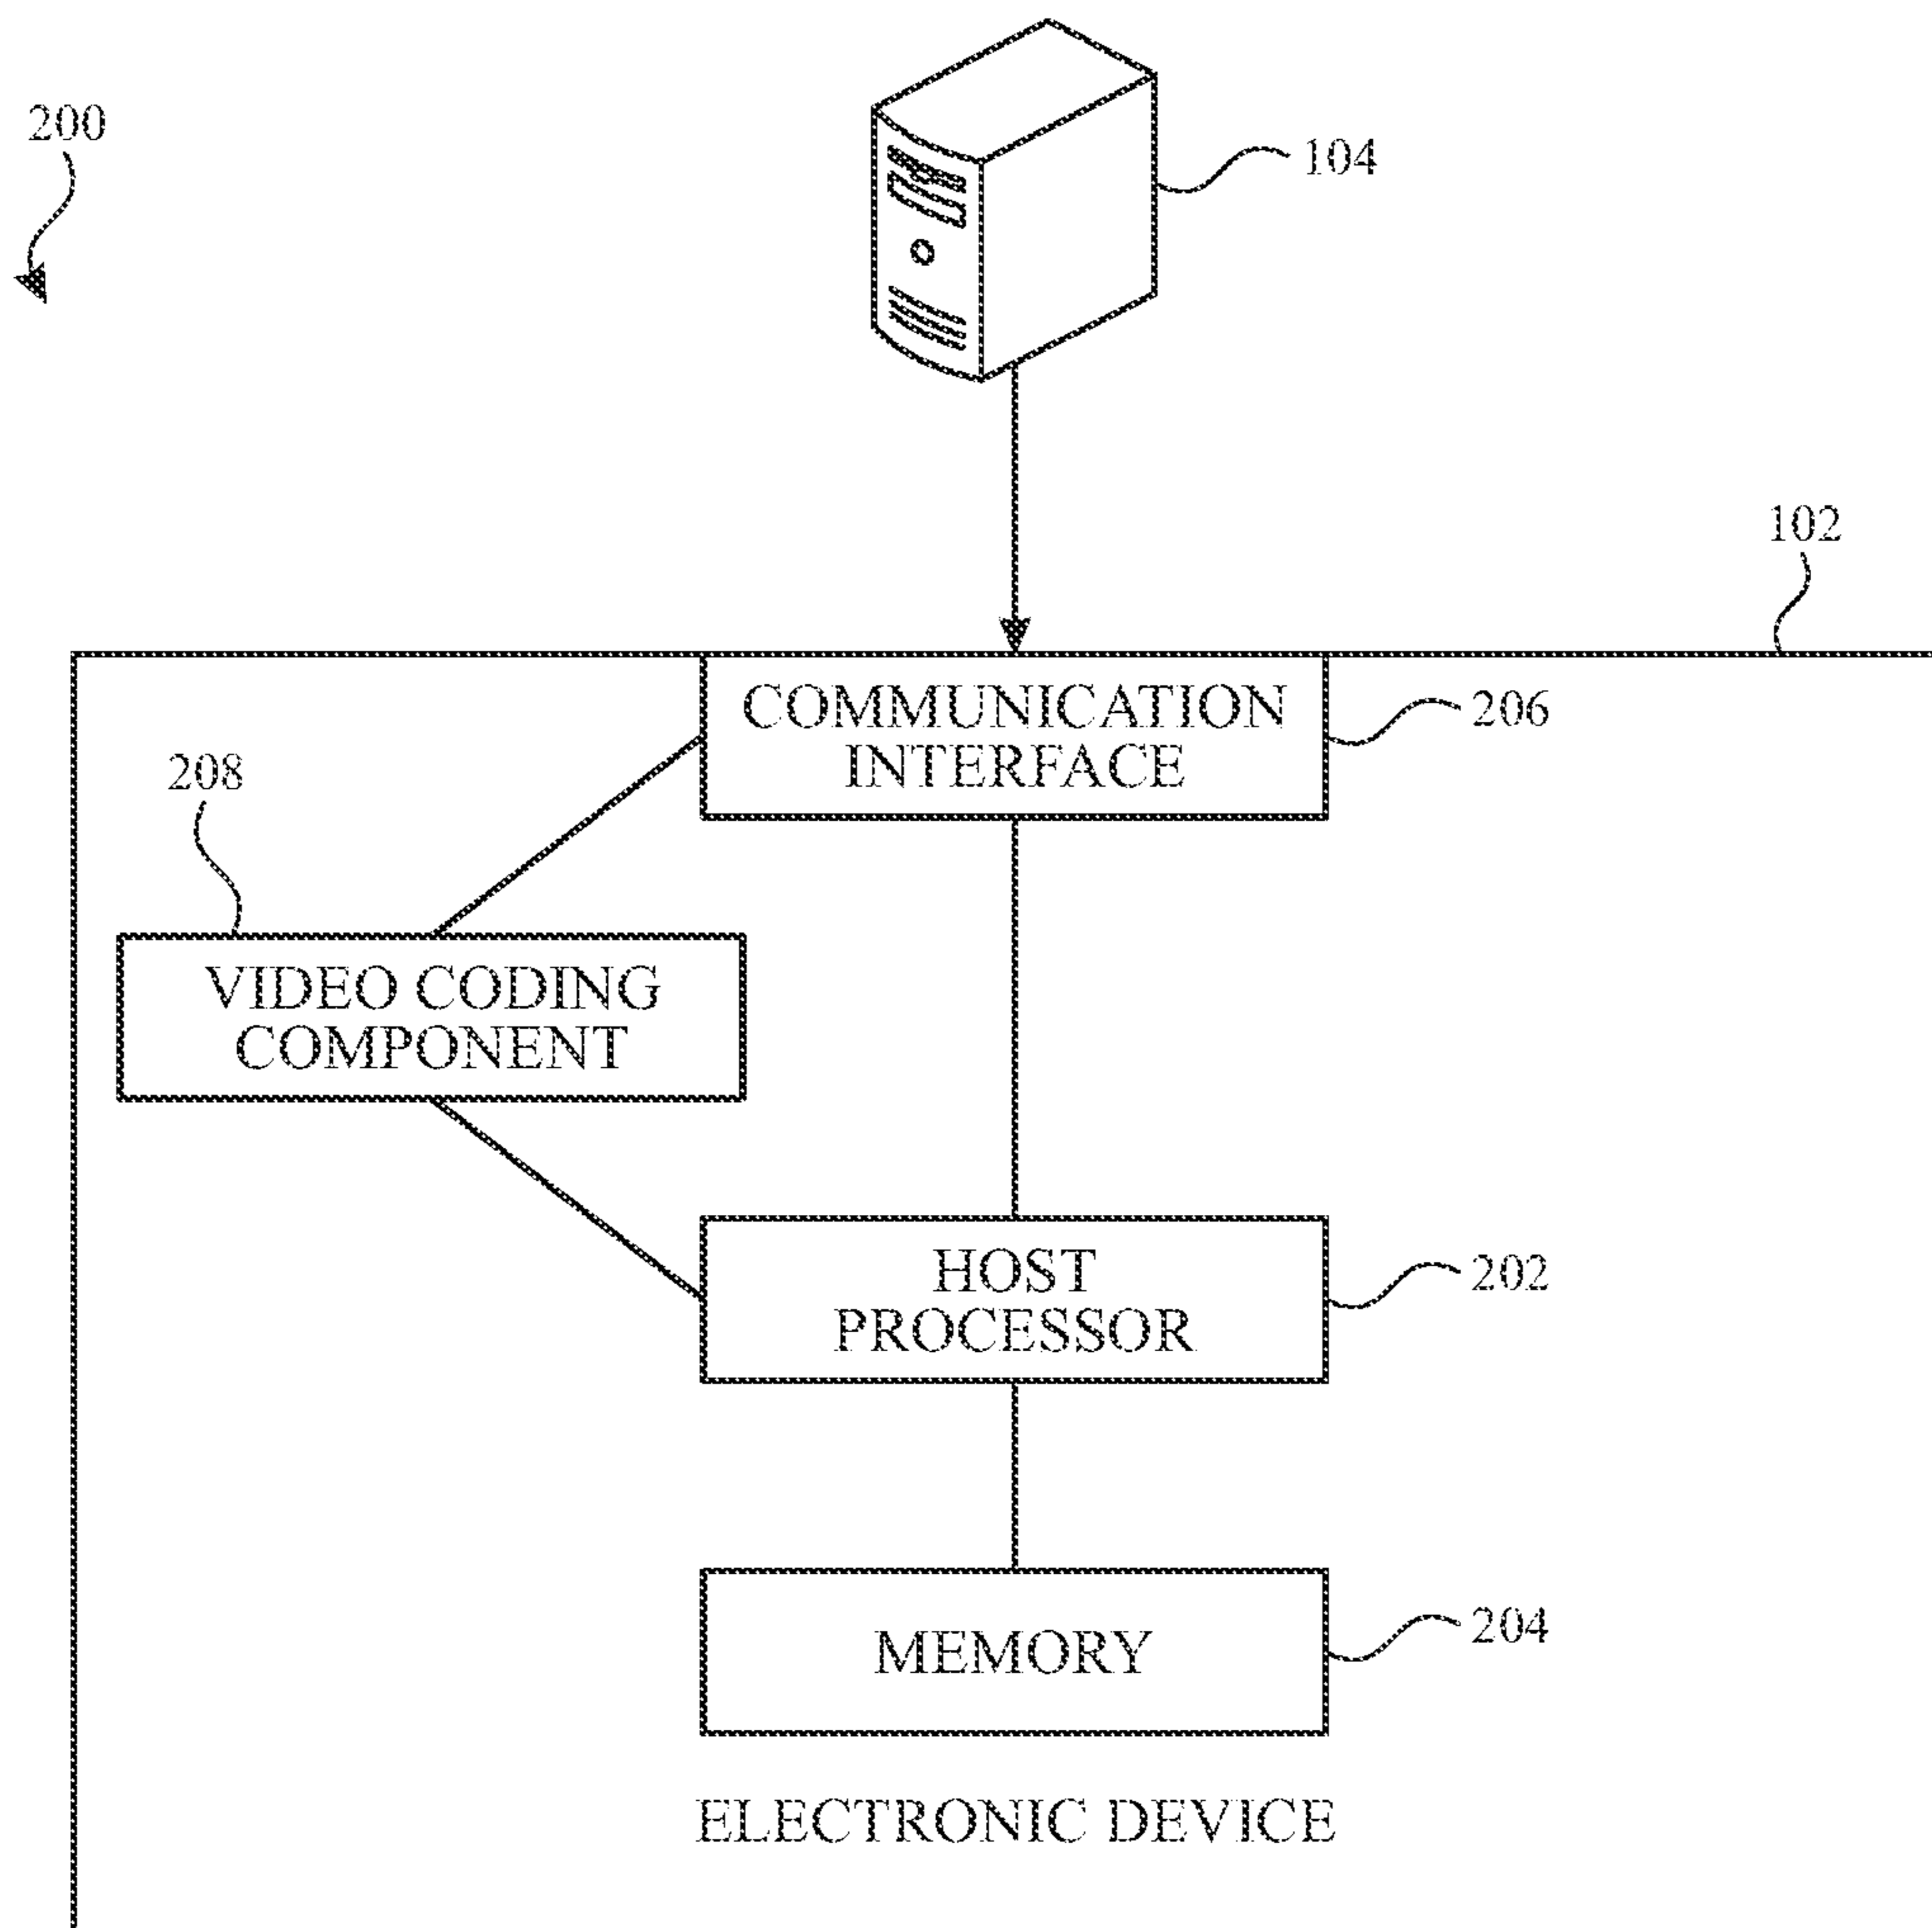 200
104
102
COMMUNICATION
INTERFACE
206
208
VIDEO CODING
COMPONENT
HOST
PROCESSOR
202
MEMORY
204
ELECTRONIC DEVICE